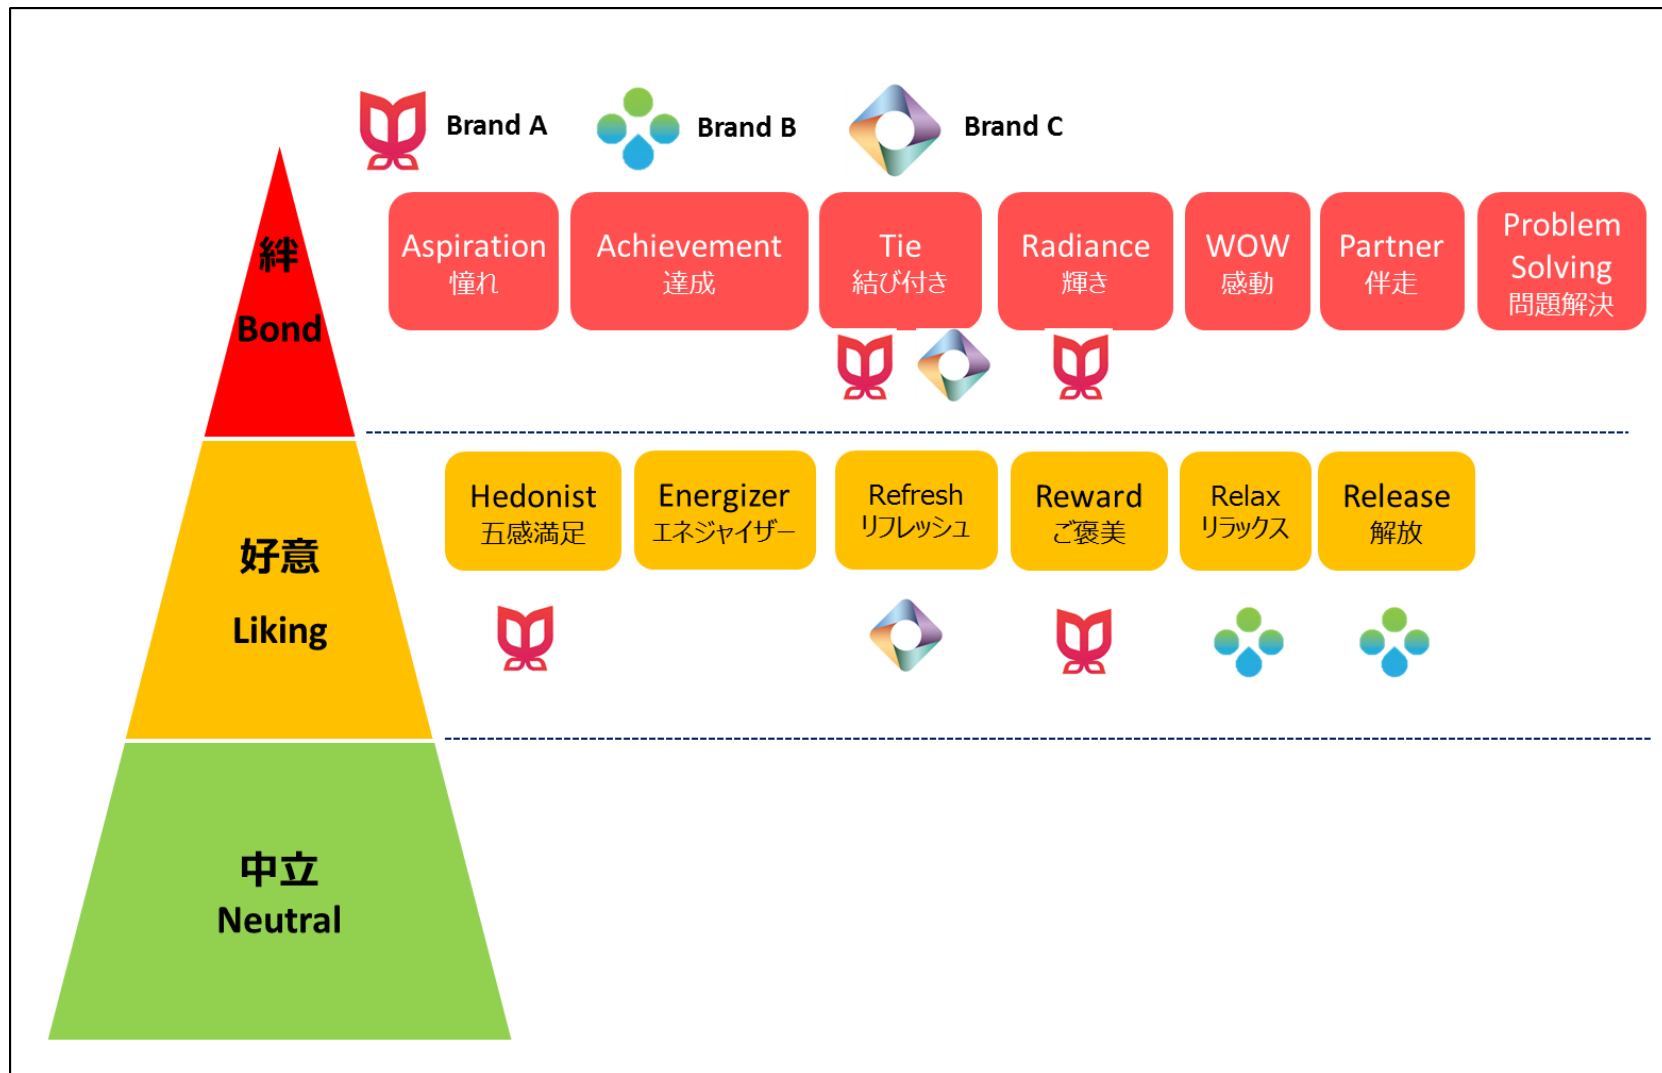 Brand A
Brand B
Brand C
絆
Bond
Aspiration
憧れ
Achievement
達成
Tie
結び付き
Radiance
輝き
WOW
感動
Partner
伴走
Problem
Solving
問題解決
好意
Liking
Hedonist
五感満足
Energizer
エネジャイザー
Refresh
リフレッシュ
Reward
ご褒美
Relax
リラックス
Release
解放
中立
Neutral